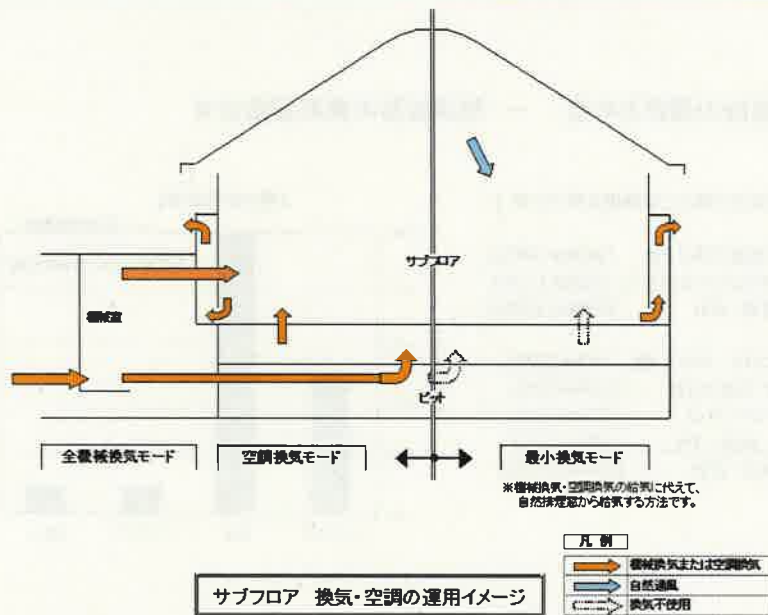 サブフロア
機械室
ピット
全機械換気モード
空調換気モード
最小換気モード
※機械換気・空調換気の給気に代えて、
自然排煙窓から給気する方法です。
凡例
機械換気または空調換気
自然通風
換気不使用
サブフロア 換気・空調の運用イメージ